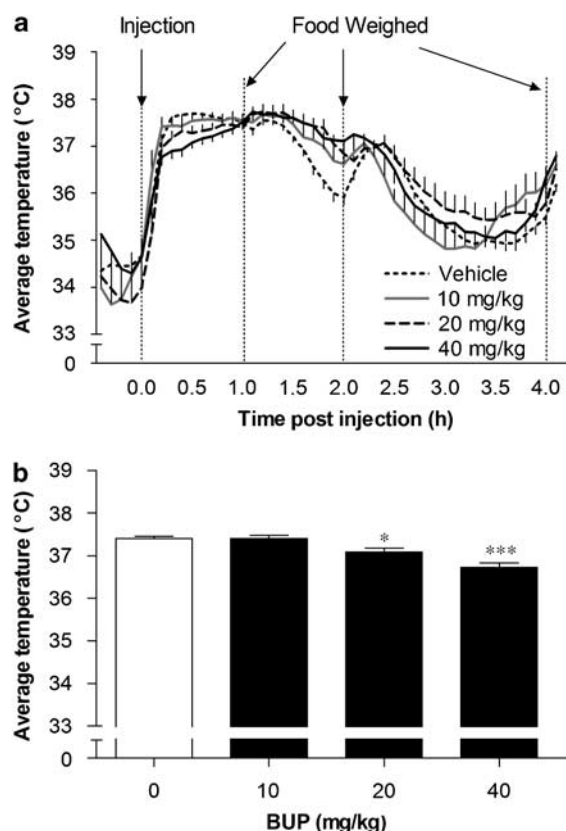 a
Injection Food Weighed
Average temperature (°C)
39
38
37
36
35
34
33
0
Vehicle
10 mg/kg
20 mg/kg
40 mg/kg
0.0 0.5 1.0 1.5 2.0 2.5 3.0 3.5 4.0
Time post injection (h)
b
Average temperature (°C)
39
38
37
36
35
34
33
0
* ***
0 10 20 40
BUP (mg/kg)